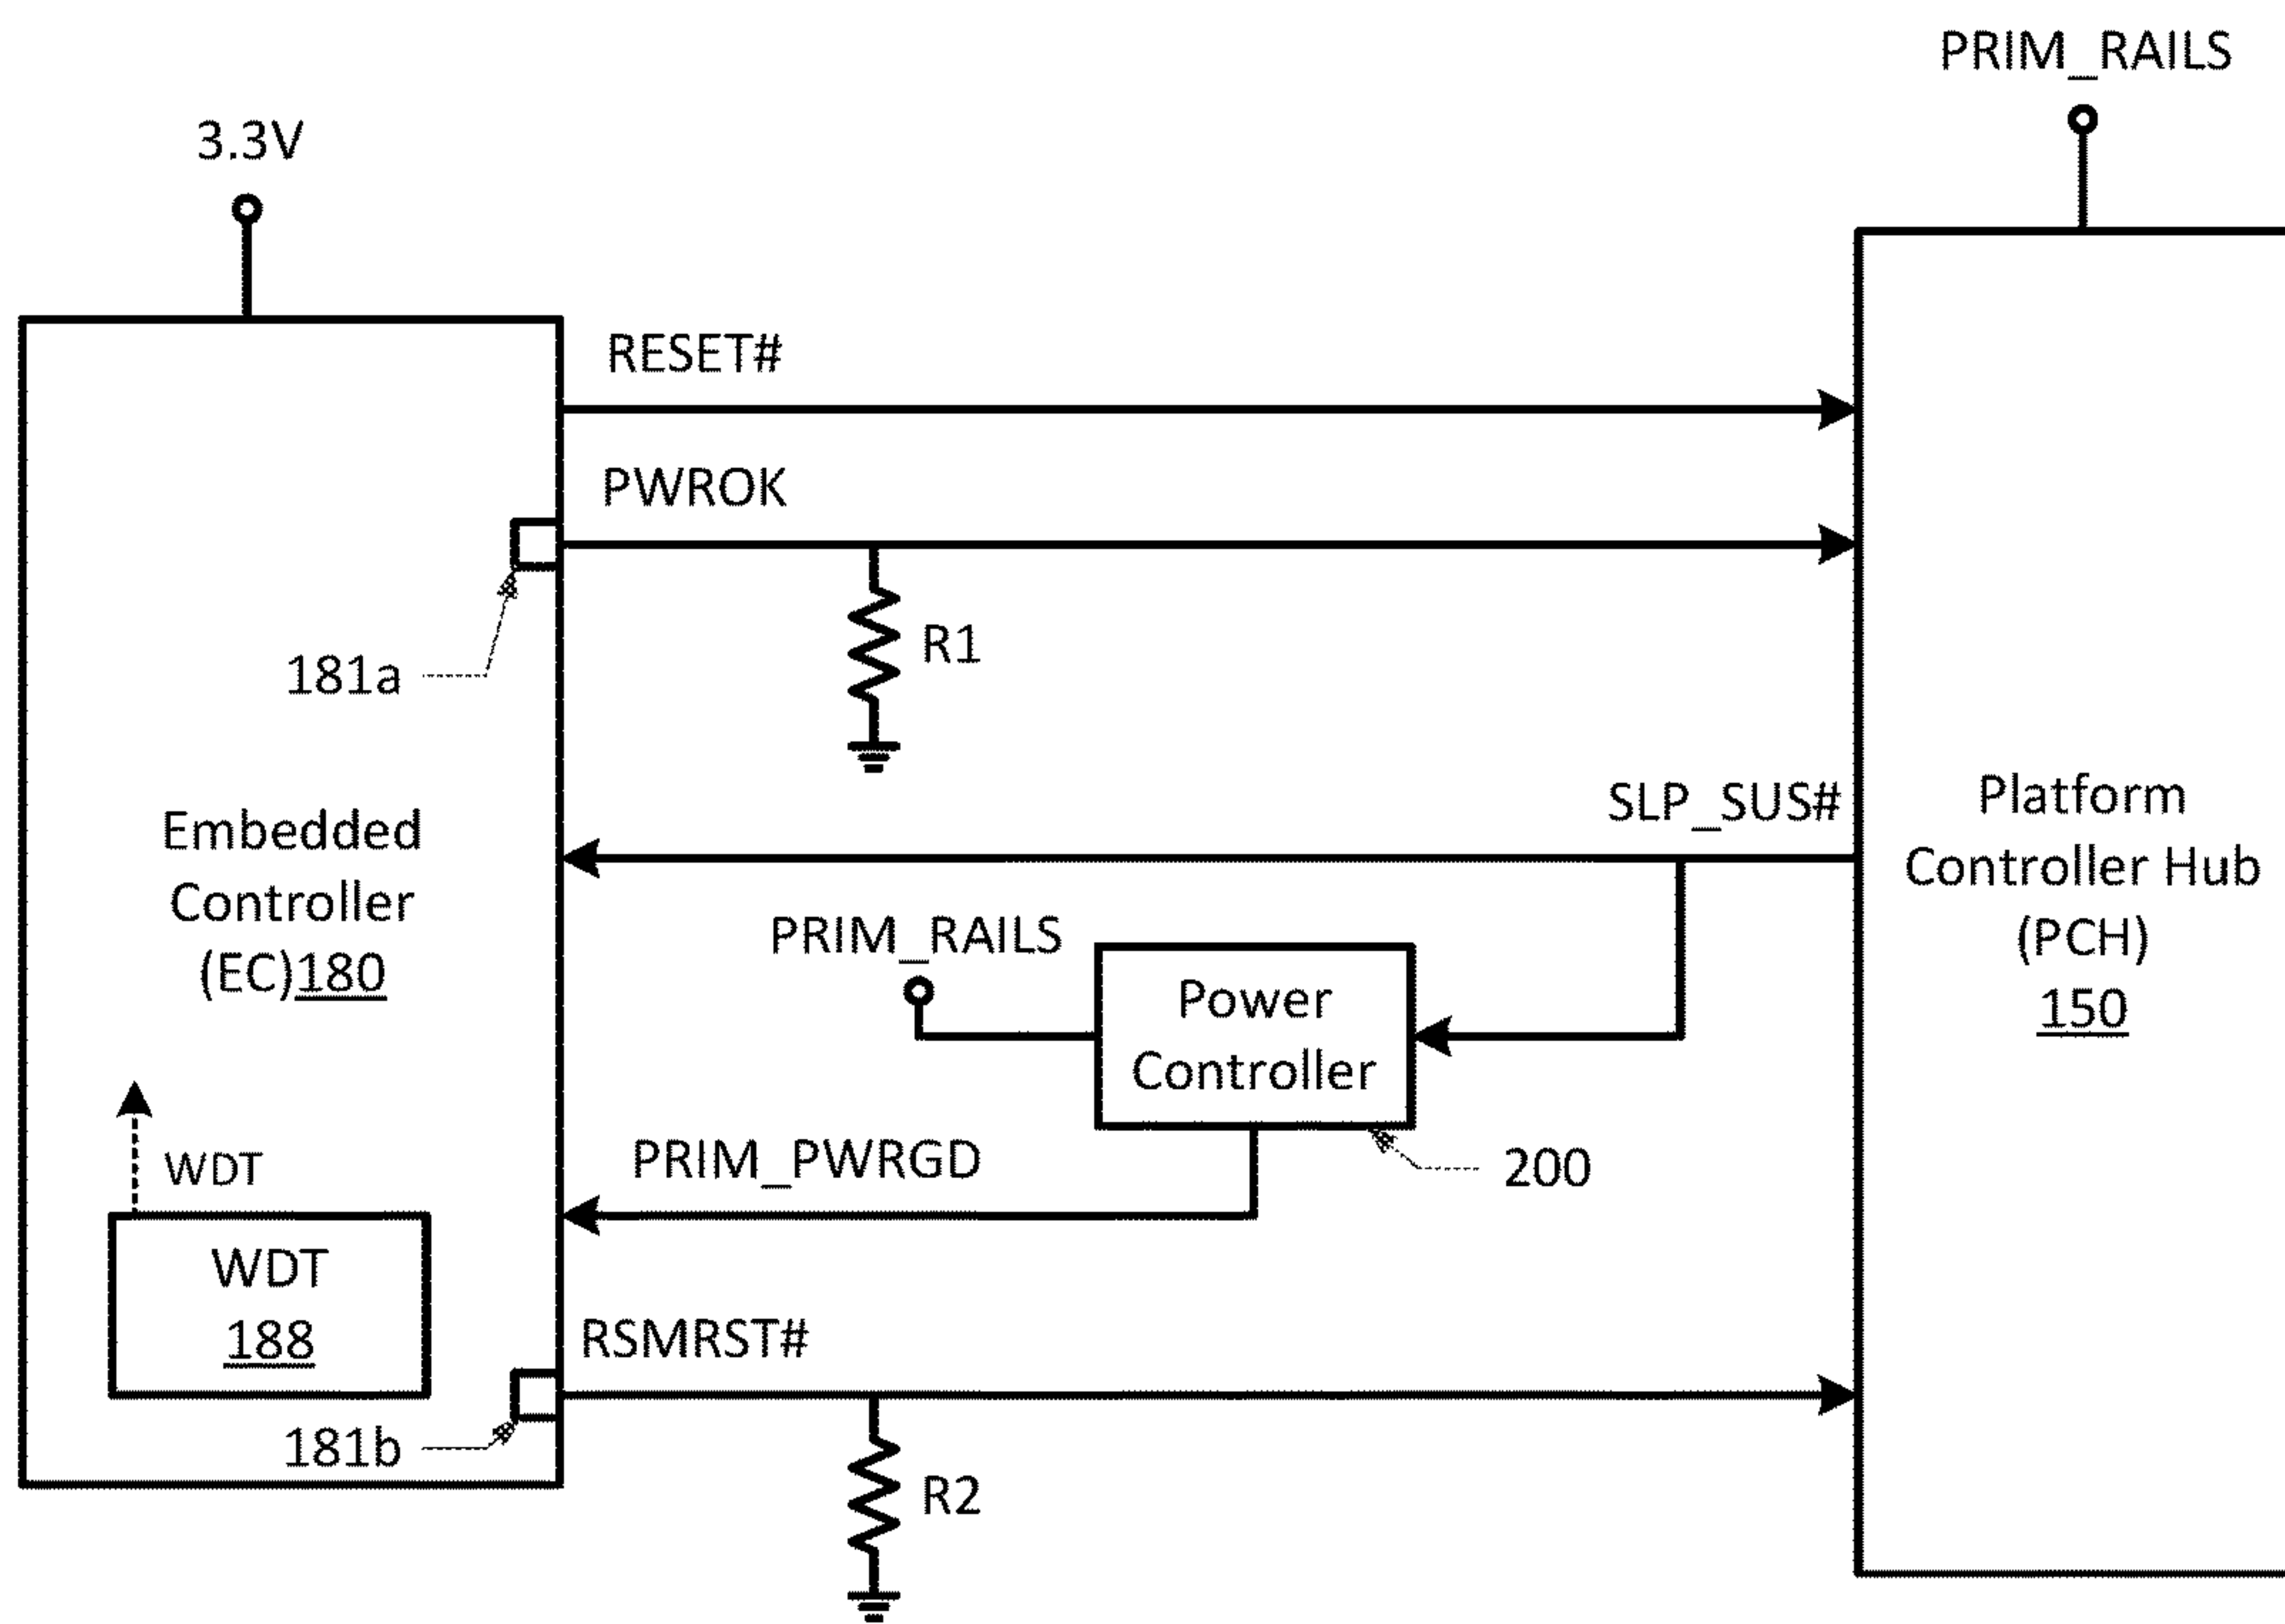 PRIM_RAILS
3.3V
RESET#
PWROK
181a
R1
SLP_SUS#
Embedded
Controller
(EC)180
Platform
Controller Hub
(PCH)
150
PRIM_RAILS
Power
Controller
200
PRIM_PWRGD
WDT
WDT
188
RSMRST#
181b
R2